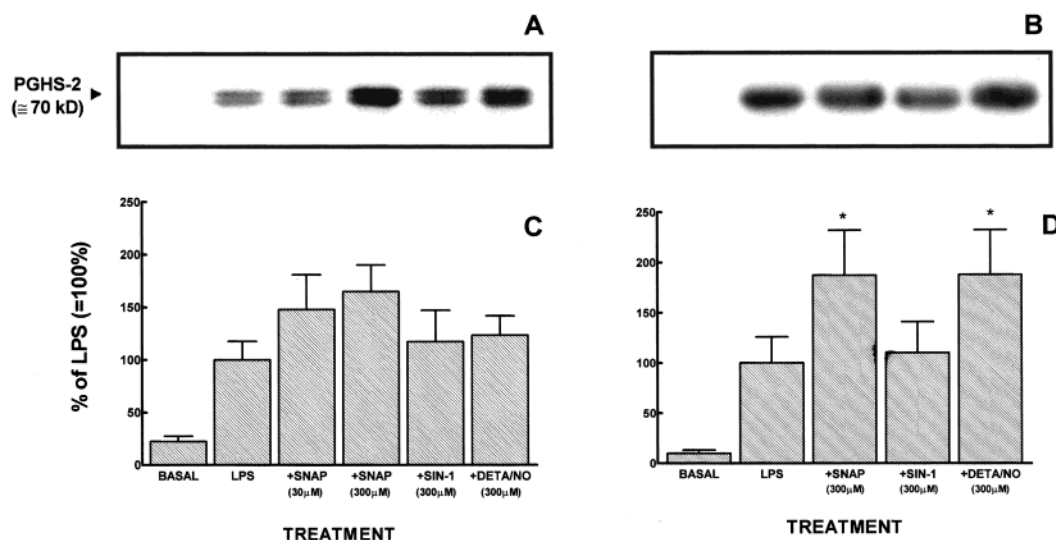 A
B
PGHS-2
(≅ 70 kD)
C
D
% of LPS (=100%)
250
200
150
100
50
0
BASAL LPS +SNAP +SNAP +SIN-1 +DETA/NO
(30μM) (300μM) (300μM) (300μM)
TREATMENT
250
200
150
100
50
0
* *
BASAL LPS +SNAP +SIN-1 +DETA/NO
(300μM) (300μM) (300μM)
TREATMENT